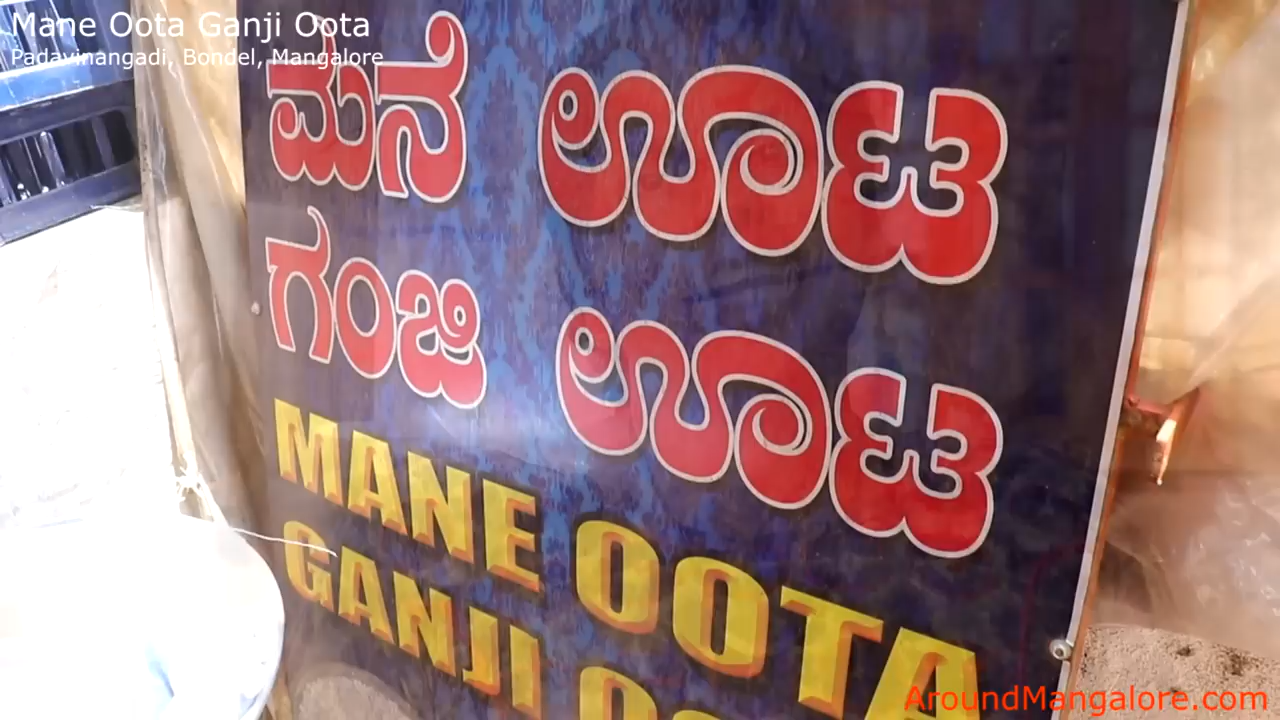 Mane Oota Ganji Oota
Padavinangadi, Bondel, Mangalore
ಮನೆ ಊಟ
ಗಂಜಿ ಊಟ
MANE OOTA
GANJI
AroundMangalore.com